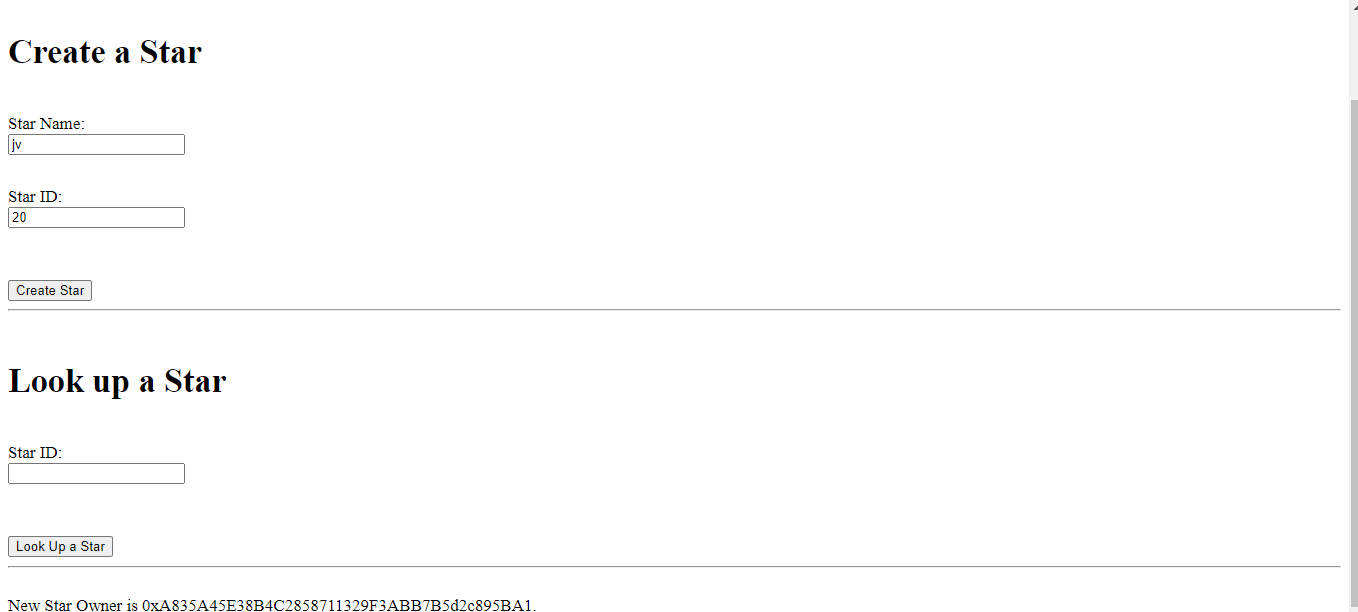 Create a Star
Star Name:
jv
Star ID:
20
Create Star
Look up a Star
Star ID:
Look Up a Star
New Star Owner is 0xA835A45E38B4C2858711329F3ABB7B5d2c895BA1.